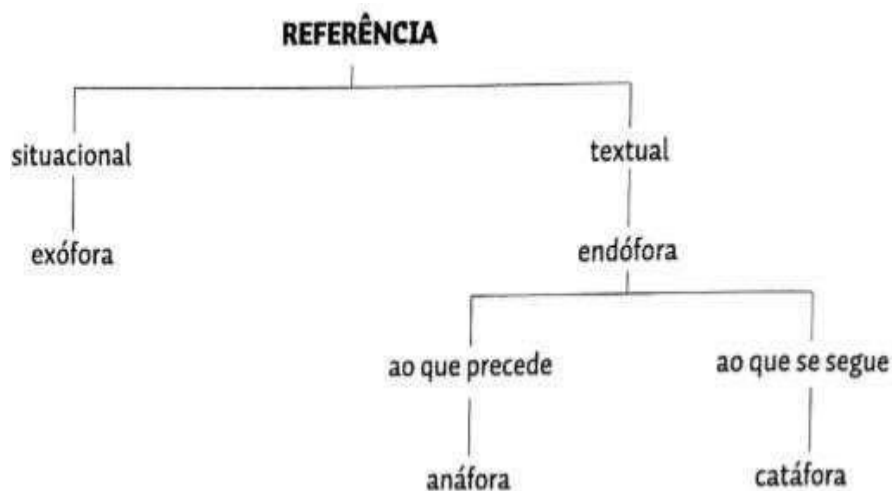 REFERÊNCIA
situacional
textual
exófora
endófora
ao que precede
ao que se segue
anáfora
catáfora